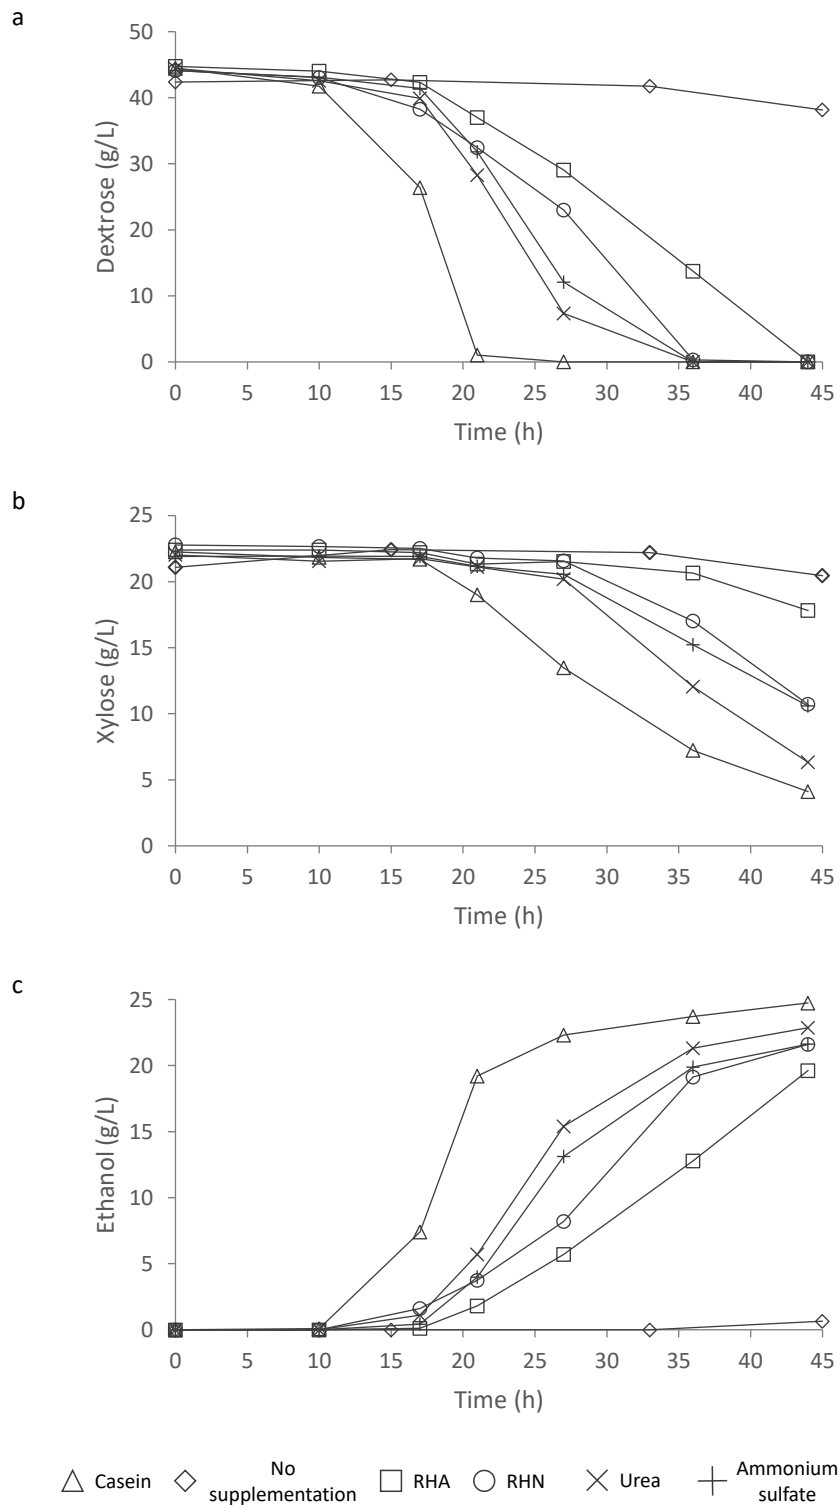 a
50
40
30
20
10
0
Dextrose (g/L)
0 5 10 15 20 25 30 35 40 45
Time (h)
b
25
20
15
10
5
0
Xylose (g/L)
0 5 10 15 20 25 30 35 40 45
Time (h)
c
25
20
15
10
5
0
Ethanol (g/L)
0 5 10 15 20 25 30 35 40 45
Time (h)
Casein
No
supplementation
RHA
RHN
Urea
Ammonium
sulfate